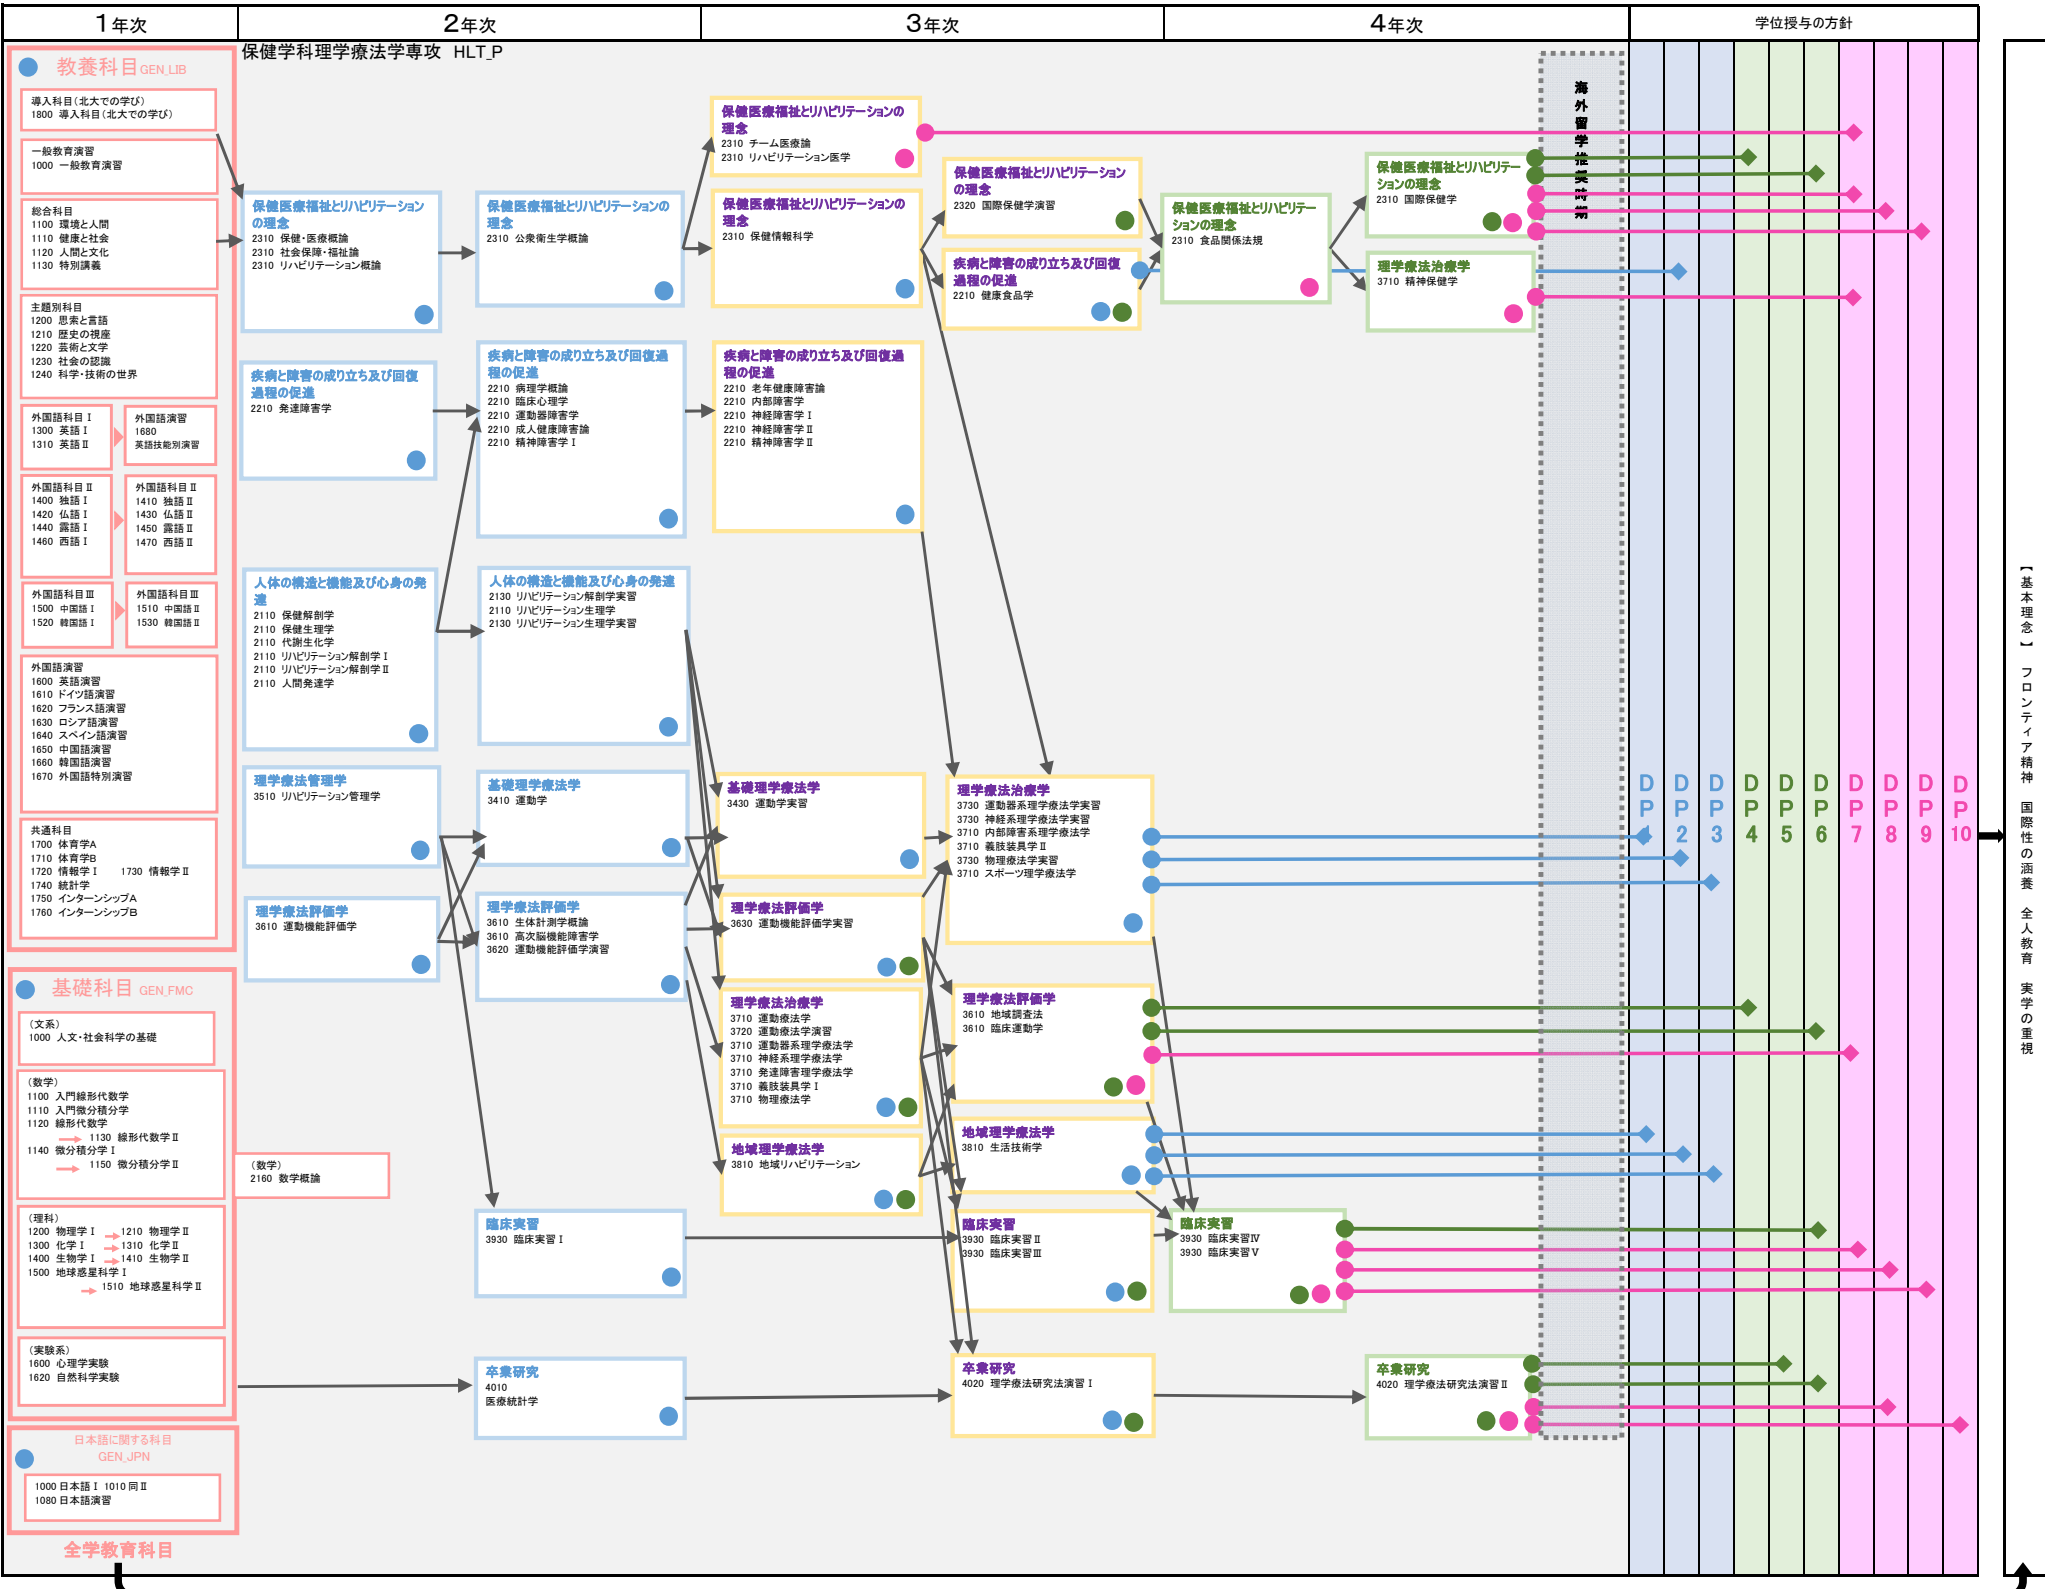 1年次
2年次
3年次
4年次
学位授与の方針
保健学科理学療法学専攻 HLT_P
教養科目GEN_LIB
導入科目(北大での学び)
1800 導入科目(北大での学び)
一般教育演習
1000 一般教育演習
総合科目
1100 環境と人間
1110 健康と社会
1120 人間と文化
1130 特別講義
主題別科目
1200 思索と言語
1210 歴史の視座
1220 芸術と文学
1230 社会の認識
1240 科学・技術の世界
外国語科目Ⅰ
1300 英語Ⅰ
1310 英語Ⅱ
外国語演習
1680
英語技能別演習
外国語科目Ⅱ
1400 独語Ⅰ
1420 仏語Ⅰ
1440 露語Ⅰ
1460 西語Ⅰ
外国語科目Ⅱ
1410 独語Ⅱ
1430 仏語Ⅱ
1450 露語Ⅱ
1470 西語Ⅱ
外国語科目Ⅲ
1500 中国語Ⅰ
1520 韓国語Ⅰ
外国語科目Ⅲ
1510 中国語Ⅱ
1530 韓国語Ⅱ
外国語演習
1600 英語演習
1610 ドイツ語演習
1620 フランス語演習
1630 ロシア語演習
1640 スペイン語演習
1650 中国語演習
1660 韓国語演習
1670 外国語特別演習
共通科目
1700 体育学A
1710 体育学B
1720 情報学Ⅰ 1730 情報学Ⅱ
1740 統計学
1750 インターンシップA
1760 インターンシップB
基礎科目 GEN_FMC
(文系)
1000 人文・社会科学の基礎
(数学)
1100 入門線形代数学
1110 入門微分積分学
1120 線形代数学
1130 線形代数学Ⅱ
1140 微分積分学Ⅰ
1150 微分積分学Ⅱ
(数学)
2160 数学概論
(理科)
1200 物理学Ⅰ 1210 物理学Ⅱ
1300 化学Ⅰ 1310 化学Ⅱ
1400 生物学Ⅰ 1410 生物学Ⅱ
1500 地球惑星科学Ⅰ
1510 地球惑星科学Ⅱ
(実験系)
1600 心理学実験
1620 自然科学実験
日本語に関する科目
GEN_JPN
1000 日本語Ⅰ 1010 同Ⅱ
1080 日本語演習
全学教育科目
保健医療福祉とリハビリテーション
の理念
2310 保健・医療概論
2310 社会保障・福祉論
2310 リハビリテーション概論
疾病と障害の成り立ち及び回復
過程の促進
2210 発達障害学
人体の構造と機能及び心身の発
達
2110 保健解剖学
2110 保健生理学
2110 代謝生化学
2110 リハビリテーション解剖学Ⅰ
2110 リハビリテーション解剖学Ⅱ
2110 人間発達学
理学療法管理学
3510 リハビリテーション管理学
理学療法評価学
3610 運動機能評価学
保健医療福祉とリハビリテーションの
理念
2310 公衆衛生学概論
疾病と障害の成り立ち及び回復過
程の促進
2210 病理学概論
2210 臨床心理学
2210 運動器障害学
2210 成人健康障害論
2210 精神障害学Ⅰ
人体の構造と機能及び心身の発達
2130 リハビリテーション解剖学実習
2110 リハビリテーション生理学
2130 リハビリテーション生理学実習
基礎理学療法学
3410 運動学
理学療法評価学
3610 生体計測学概論
3610 高次脳機能障害学
3620 運動機能評価学演習
臨床実習
3930 臨床実習Ⅰ
卒業研究
4010
医療統計学
保健医療福祉とリハビリテーションの
理念
2310 チーム医療論
2310 リハビリテーション医学
保健医療福祉とリハビリテーションの
理念
2310 保健情報科学
疾病と障害の成り立ち及び回復過
程の促進
2210 老年健康障害論
2210 内部障害学
2210 神経障害学Ⅰ
2210 神経障害学Ⅱ
2210 精神障害学Ⅱ
基礎理学療法学
3430 運動学実習
理学療法評価学
3630 運動機能評価学実習
理学療法治療学
3710 運動療法学
3720 運動療法学演習
3710 運動器系理学療法学
3710 神経系理学療法学
3710 発達障害理学療法学
3710 義肢装具学Ⅰ
3710 物理療法学
地域理学療法学
3810 地域リハビリテーション
保健医療福祉とリハビリテーション
の理念
2320 国際保健学演習
疾病と障害の成り立ち及び回復
過程の促進
2210 健康食品学
理学療法治療学
3730 運動器系理学療法学実習
3730 神経系理学療法学実習
3710 内部障害系理学療法学
3710 義肢装具学Ⅱ
3730 物理療法学実習
3710 スポーツ理学療法学
理学療法評価学
3610 地域調査法
3610 臨床運動学
地域理学療法学
3810 生活技術学
臨床実習
3930 臨床実習Ⅱ
3930 臨床実習Ⅲ
卒業研究
4020 理学療法研究法演習Ⅰ
保健医療福祉とリハビリテー
ションの理念
2310 食品関係法規
保健医療福祉とリハビリテー
ションの理念
2310 国際保健学
理学療法治療学
3710 精神保健学
臨床実習
3930 臨床実習Ⅳ
3930 臨床実習Ⅴ
卒業研究
4020 理学療法研究法演習Ⅱ
海外留学推奨時期
DP1
DP2
DP3
DP4
DP5
DP6
DP7
DP8
DP9
DP10
【基本理念】 フロンティア精神 国際性の涵養 全人教育 実学の重視